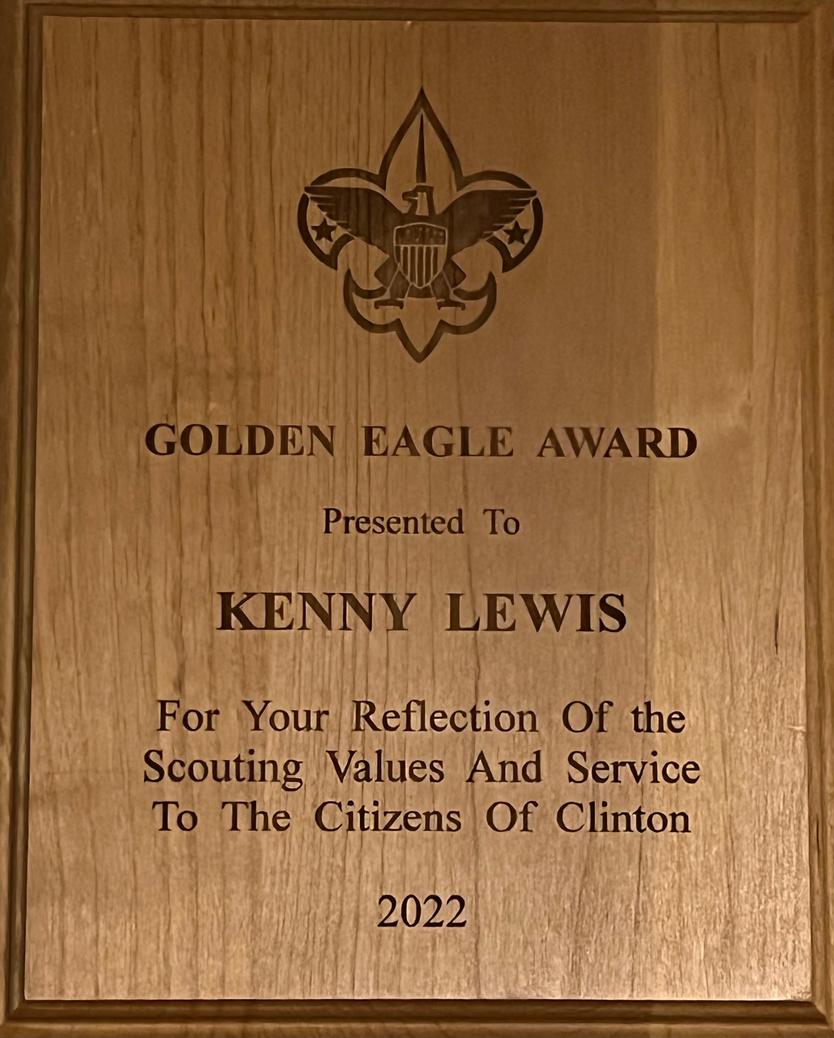 GOLDEN EAGLE AWARD
Presented To
KENNY LEWIS
For Your Reflection Of the
Scouting Values And Service
To The Citizens Of Clinton
2022